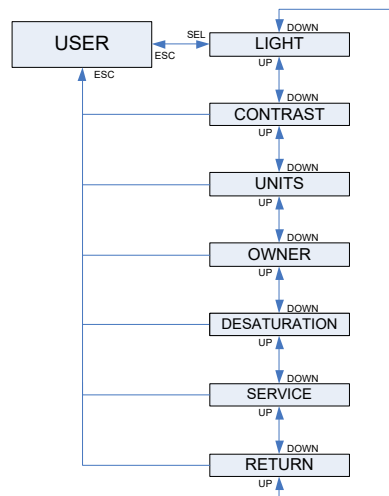 DOWN
USER
SEL
LIGHT
ESC
UP
ESC
DOWN
CONTRAST
UP
DOWN
UNITS
UP
DOWN
OWNER
UP
DOWN
DESATURATION
UP
DOWN
SERVICE
UP
DOWN
RETURN
UP